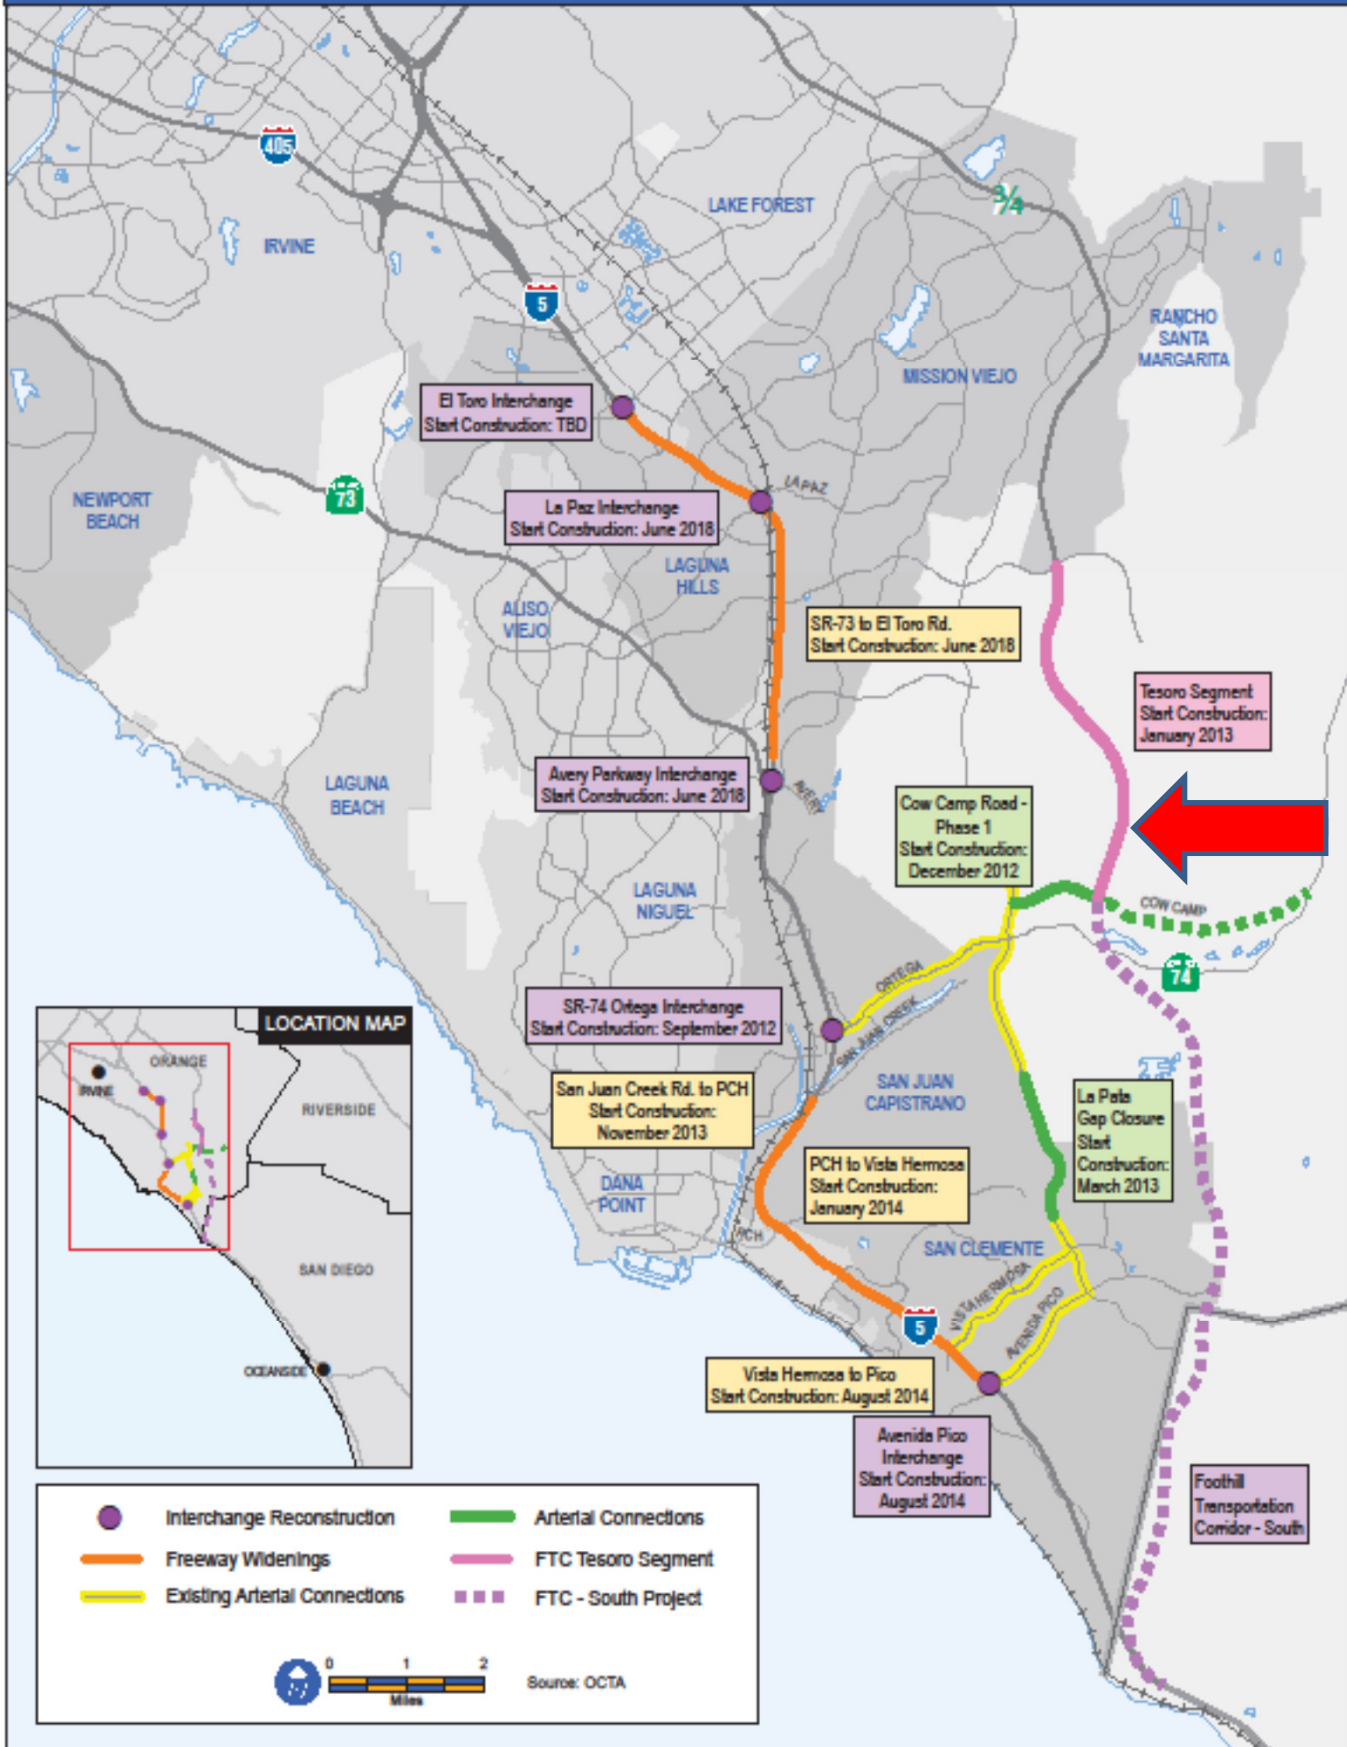 405
LAKE FOREST
3/74
IRVINE
5
RANCHO
SANTA
MARGARITA
MISSION VIEJO
El Toro Interchange
Start Construction: TBD
73
NEWPORT
BEACH
LA PAZ
La Paz Interchange
Start Construction: June 2018
LAGUNA
HILLS
ALISO
VIEJO
SR-73 to El Toro Rd.
Start Construction: June 2018
Tesoro Segment
Start Construction:
January 2013
Avery Parkway Interchange
Start Construction: June 2018
AVERY
LAGUNA
BEACH
Cow Camp Road -
Phase 1
Start Construction:
December 2012
LAGUNA
NIGUEL
COW CAMP
74
ORTEGA
SR-74 Ortega Interchange
Start Construction: September 2012
SAN JUAN CREEK
San Juan Creek Rd. to PCH
Start Construction:
November 2013
SAN JUAN
CAPISTRANO
La Pata
Gap Closure
Start
Construction:
March 2013
PCH to Vista Hermosa
Start Construction:
January 2014
DANA
POINT
PCH
SAN CLEMENTE
VISTA HERMOSA
AVENIDA PICO
5
Vista Hermosa to Pico
Start Construction: August 2014
Avenida Pico
Interchange
Start Construction:
August 2014
Foothill
Transportation
Corridor - South
LOCATION MAP
ORANGE
IRVINE
RIVERSIDE
SAN DIEGO
OCEANSIDE
Interchange Reconstruction
Freeway Widenings
Existing Arterial Connections
Arterial Connections
FTC Tesoro Segment
FTC - South Project
0 1 2
Miles
Source: OCTA